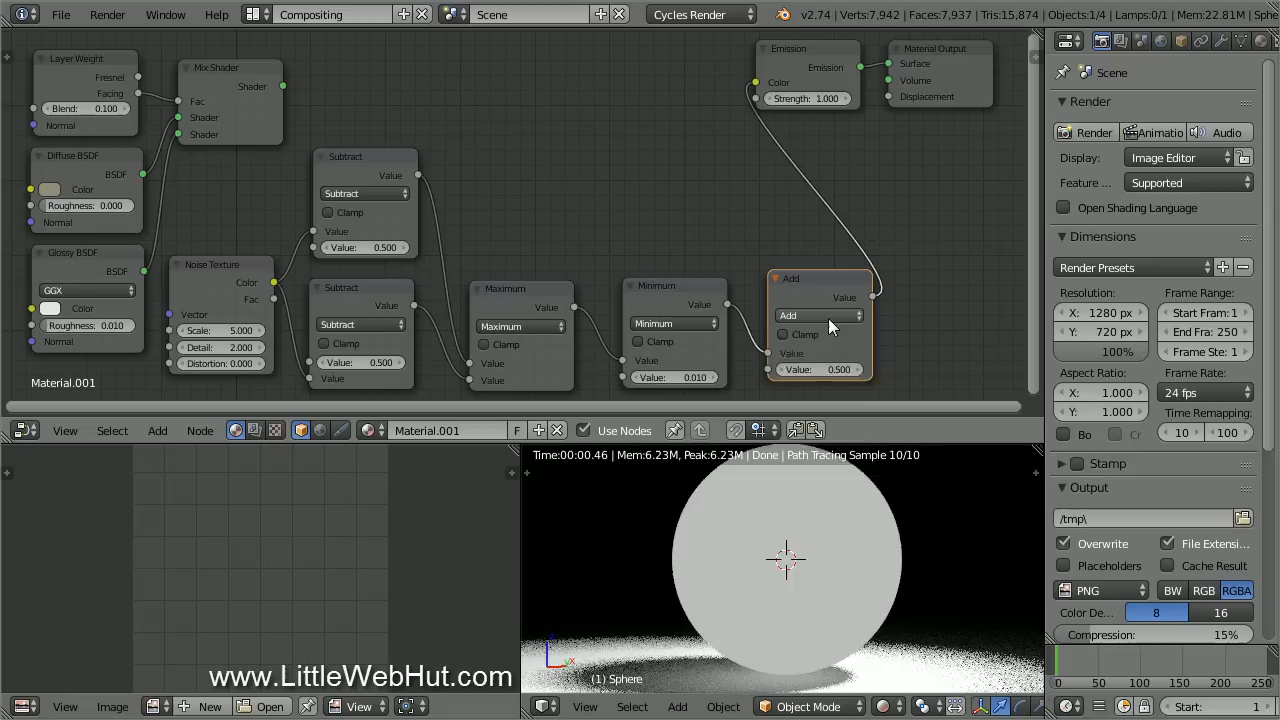 File Render Window Help Compositing Scene Cycles Render v2.74 | Verts:7,942 | Faces:7,937 | Tris:15,874 | Objects:1/4 | Lamps:0/1 | Mem:22.81M | Sphe
Layer Weight
Fresnel
Facing
Blend: 0.100
Normal
Mix Shader
Shader
Fac
Shader
Shader
Diffuse BSDF
BSDF
Color
Roughness: 0.000
Normal
Glossy BSDF
BSDF
GGX
Color
Roughness: 0.010
Normal
Noise Texture
Color
Fac
Vector
Scale: 5.000
Detail: 2.000
Distortion: 0.000
Subtract
Value
Subtract
Clamp
Value
Value: 0.500
Subtract
Value
Subtract
Clamp
Value: 0.500
Value
Maximum
Value
Maximum
Clamp
Value
Value
Minimum
Value
Minimum
Clamp
Value
Value: 0.010
Add
Value
Add
Clamp
Value
Value: 0.500
Emission
Emission
Color
Strength: 1.000
Material Output
Surface
Volume
Displacement
Material.001
View Select Add Node Material.001 F Use Nodes
Time:00:00.46 | Mem:6.23M, Peak:6.23M | Done | Path Tracing Sample 10/10
(1) Sphere
www.LittleWebHut.com
View Image New Open View
View Select Add Object Object Mode
Scene
Render
Render Animatio Audio
Display: Image Editor
Feature ... Supported
Open Shading Language
Dimensions
Render Presets
Resolution: Frame Range:
X: 1280 px Start Fram: 1
Y: 720 px End Fra: 250
100% Frame Ste: 1
Aspect Ratio: Frame Rate:
X: 1.000 24 fps
Y: 1.000 Time Remapping:
Bo Cr 10 100
Stamp
Output
/tmp\
Overwrite File Extensi...
Placeholders Cache Result
PNG BW RGB RGBA
Color De... 8 16
Compression: 15%
0 50 100 150 200 250
Start: 1